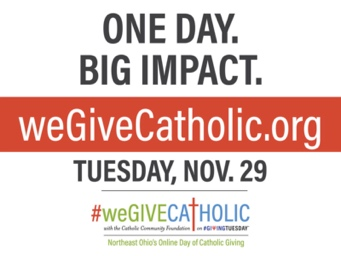 ONE DAY.
BIG IMPACT.
weGiveCatholic.org
TUESDAY, NOV. 29
#weGIVECATHOLIC
with the Catholic Community Foundation on #GIVINGTUESDAY
Northeast Ohio's Online Day of Catholic Giving